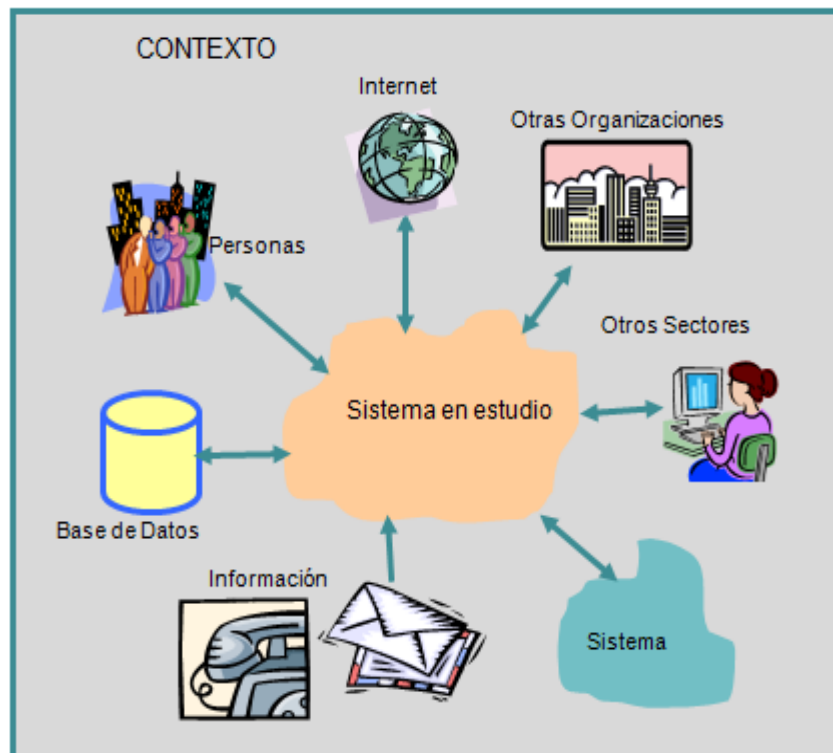 CONTEXTO
Internet
Otras Organizaciones
Personas
Otros Sectores
Sistema en estudio
Base de Datos
Información
Sistema